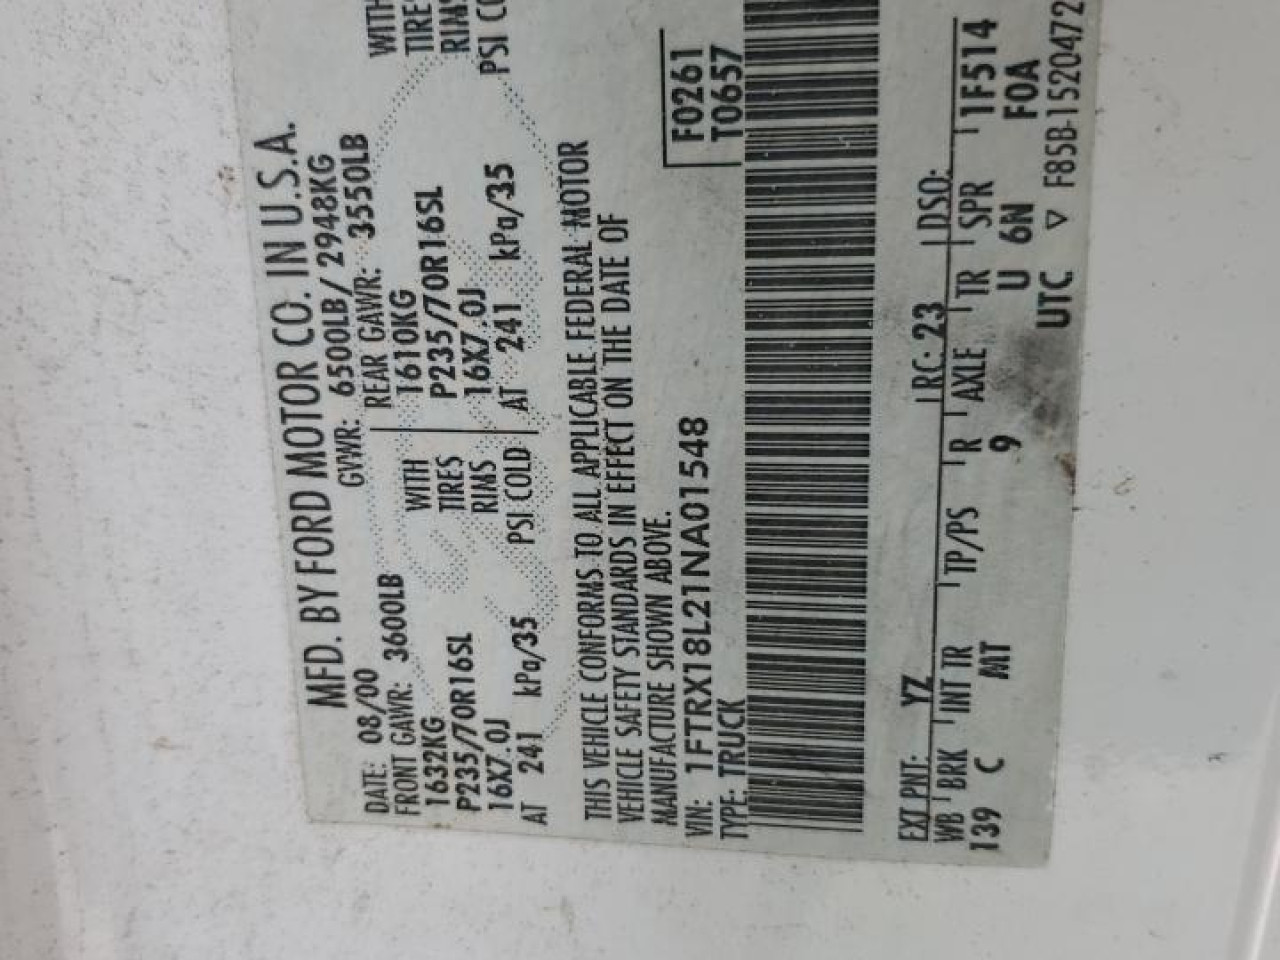 MFD. BY FORD MOTOR CO. IN U.S.A.
DATE: 08/00 GVWR: 6500LB/ 2948KG
FRONT GAWR: 3600LB REAR GAWR: 3550LB
1632KG WITH 1610KG WITH
P235/70R16SL TIRES P235/70R16SL
16X7.0J RIMS 16X7.0J
AT 241 kPa/35 PSI COLD AT 241 kPa/35 PSI
THIS VEHICLE CONFORMS TO ALL APPLICABLE FEDERAL MOTOR
VEHICLE SAFETY STANDARDS IN EFFECT ON THE DATE OF
MANUFACTURE SHOWN ABOVE.
VIN: 1FTRX18L21NA01548 F0261
TYPE: TRUCK T0657
EXT PNT: YZ RC: 23 DSO:
WB BRK INT TR TP/PS R AXLE TR SPR 1F514
139 C MT 9 U 6N F0A
UTC ▽ F85B-1520472